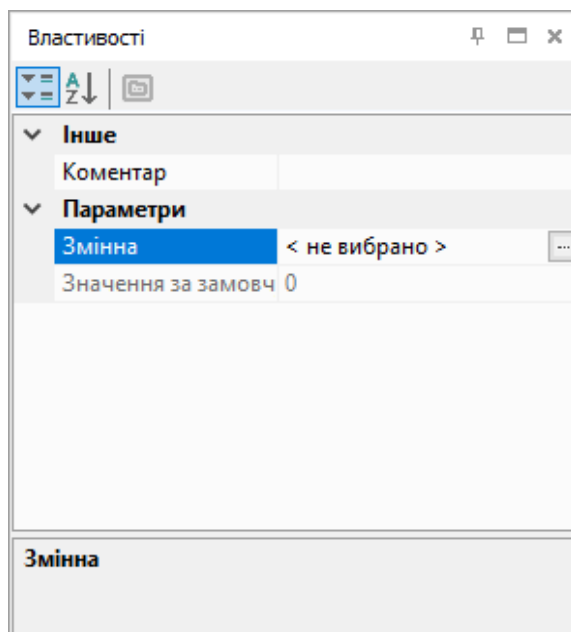 Властивості
Інше
Коментар
Параметри
Змінна < не вибрано > ...
Значення за замовч 0
Змінна